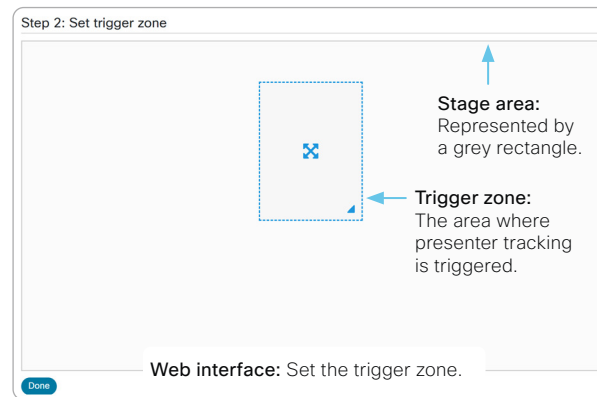 Step 2: Set trigger zone
Stage area:
Represented by
a grey rectangle.
Trigger zone:
The area where
presenter tracking
is triggered.
Web interface: Set the trigger zone.
Done